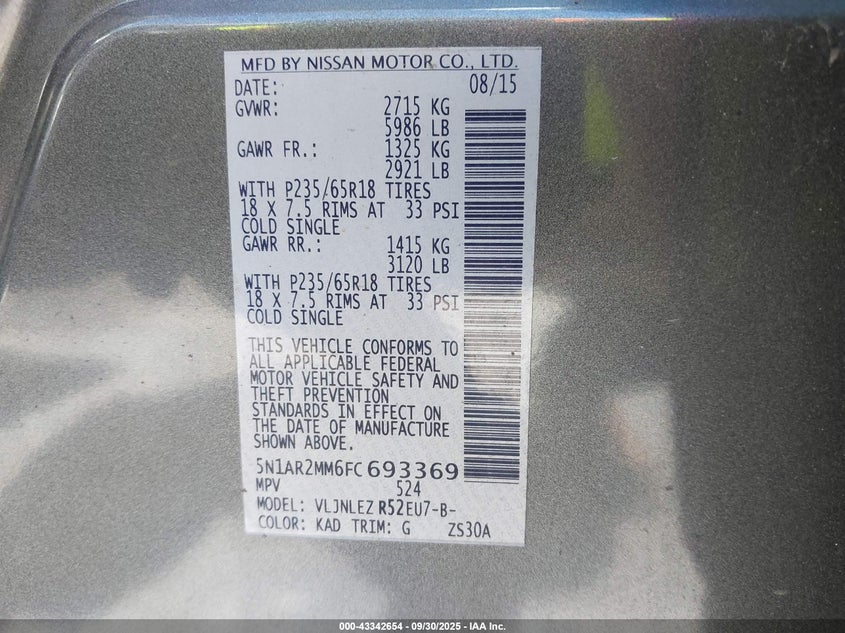 MFD BY NISSAN MOTOR CO., LTD.
DATE: 08/15
GVWR: 2715 KG
5986 LB
GAWR FR.: 1325 KG
2921 LB
WITH P235/65R18 TIRES
18 X 7.5 RIMS AT 33 PSI
COLD SINGLE
GAWR RR.: 1415 KG
3120 LB
WITH P235/65R18 TIRES
18 X 7.5 RIMS AT 33 PSI
COLD SINGLE
THIS VEHICLE CONFORMS TO
ALL APPLICABLE FEDERAL
MOTOR VEHICLE SAFETY AND
THEFT PREVENTION
STANDARDS IN EFFECT ON
THE DATE OF MANUFACTURE
SHOWN ABOVE.
5N1AR2MM6FC693369
MPV 524
MODEL: VLJNLEZ R52EU7-B-
COLOR: KAD TRIM: G ZS30A
000-43342654 - 09/30/2025 - IAA Inc.